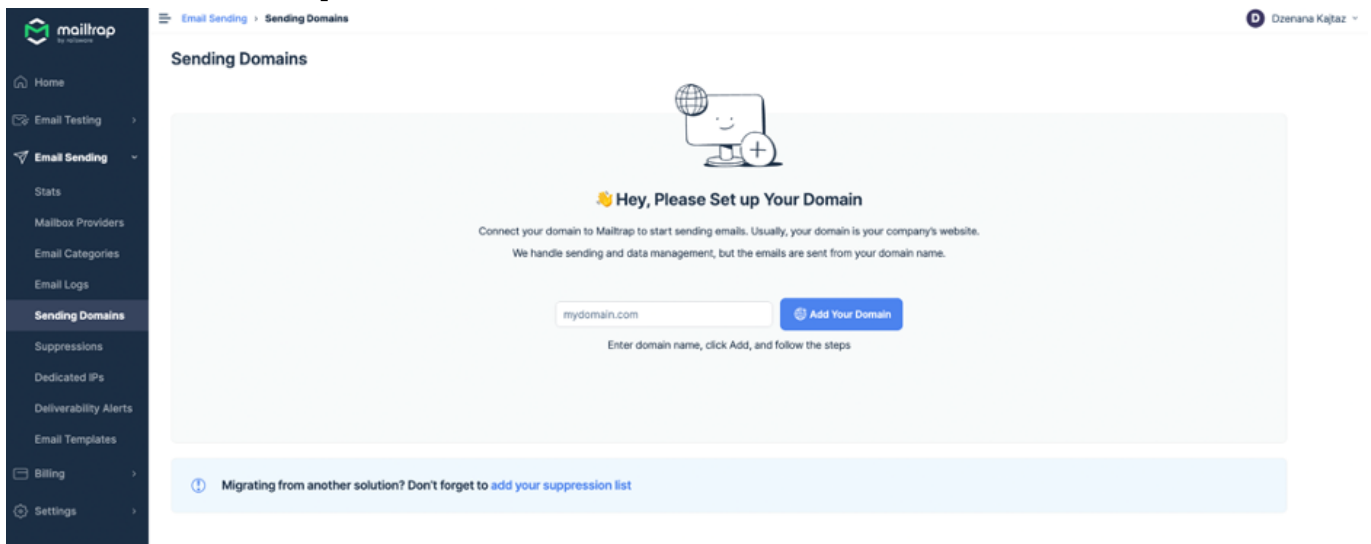 mailtrap
Email Sending › Sending Domains
D Dzenana Kajtaz
Home
Email Testing
Email Sending
Stats
Mailbox Providers
Email Categories
Email Logs
Sending Domains
Suppressions
Dedicated IPs
Deliverability Alerts
Email Templates
Billing
Settings
Sending Domains
👋 Hey, Please Set up Your Domain
Connect your domain to Mailtrap to start sending emails. Usually, your domain is your company's website.
We handle sending and data management, but the emails are sent from your domain name.
mydomain.com
Add Your Domain
Enter domain name, click Add, and follow the steps
Migrating from another solution? Don't forget to add your suppression list